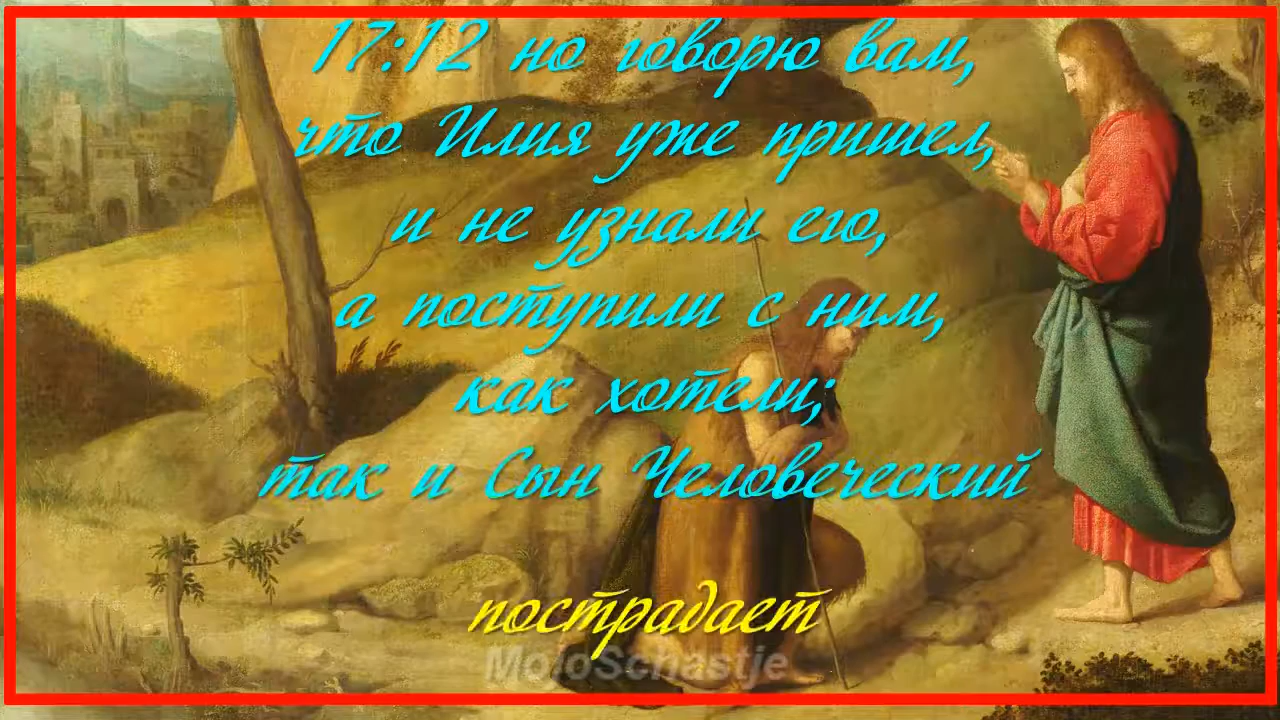 17:12 но говорю вам,
что Илия уже пришел,
и не узнали его,
а поступили с ним,
как хотели;
так и Сын Человеческий
пострадает
MoloSchastje